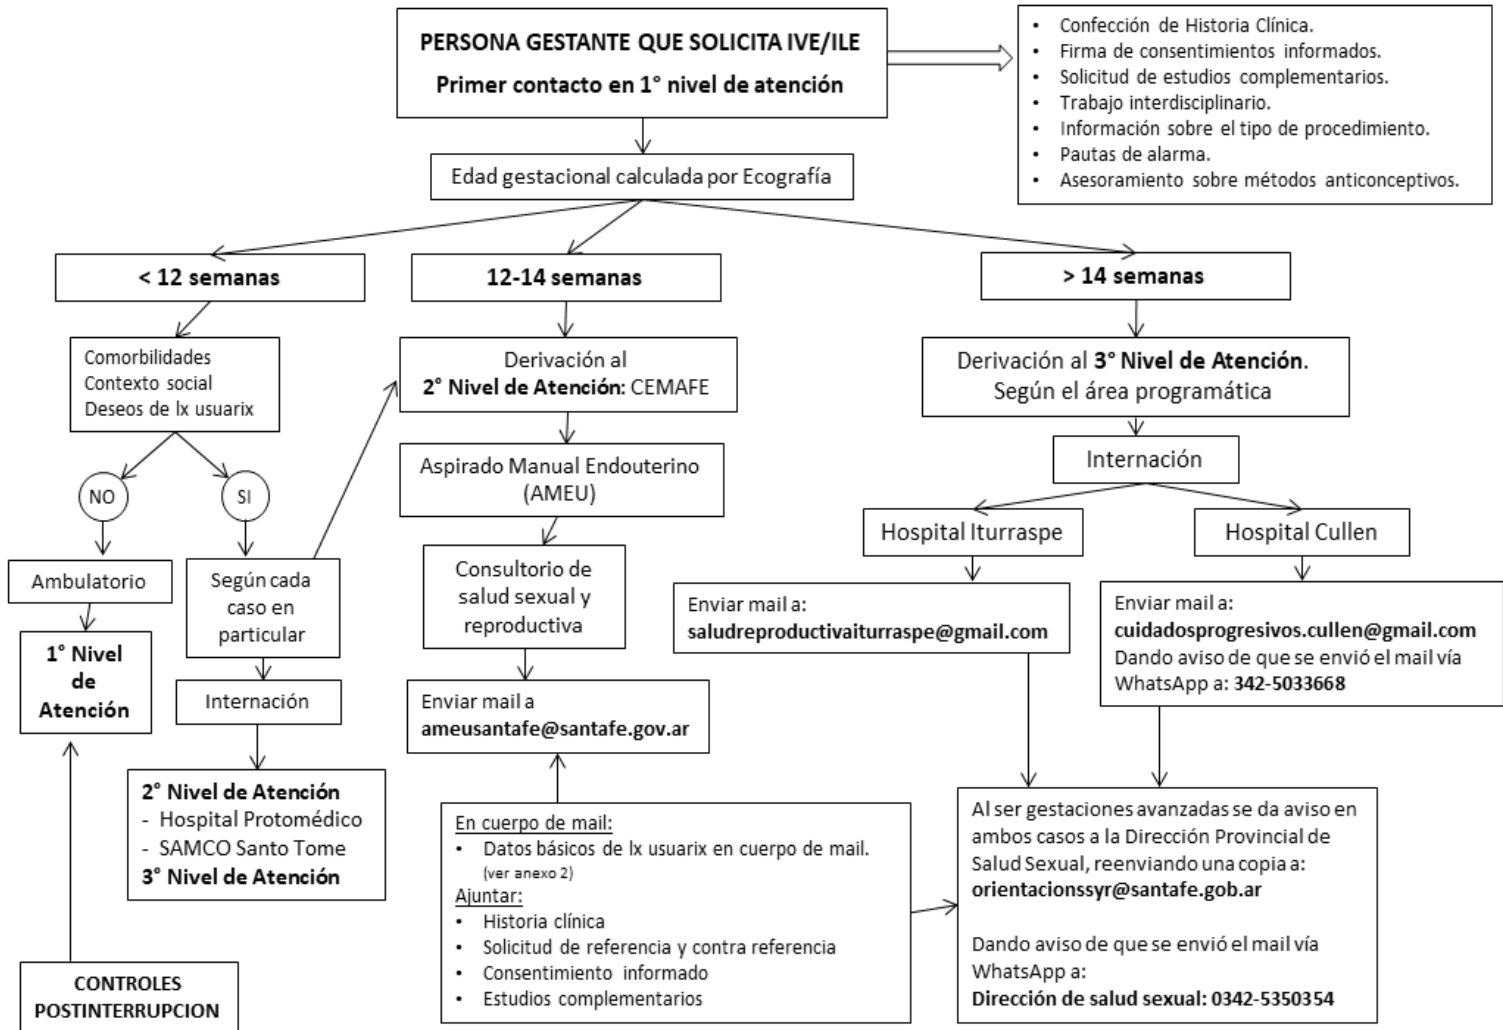 PERSONA GESTANTE QUE SOLICITA IVE/ILE
Primer contacto en 1° nivel de atención
• Confección de Historia Clínica.
• Firma de consentimientos informados.
• Solicitud de estudios complementarios.
• Trabajo interdisciplinario.
• Información sobre el tipo de procedimiento.
• Pautas de alarma.
• Asesoramiento sobre métodos anticonceptivos.
Edad gestacional calculada por Ecografía
< 12 semanas
12-14 semanas
> 14 semanas
Comorbilidades
Contexto social
Deseos de lx usuarix
NO
SI
Ambulatorio
1° Nivel
de
Atención
Según cada
caso en
particular
Internación
2° Nivel de Atención
- Hospital Protomédico
- SAMCO Santo Tome
3° Nivel de Atención
CONTROLES
POSTINTERRUPCION
Derivación al
2° Nivel de Atención: CEMAFE
Aspirado Manual Endouterino
(AMEU)
Consultorio de
salud sexual y
reproductiva
Enviar mail a
ameusantafe@santafe.gov.ar
En cuerpo de mail:
• Datos básicos de lx usuarix en cuerpo de mail.
(ver anexo 2)
Ajuntar:
• Historia clínica
• Solicitud de referencia y contra referencia
• Consentimiento informado
• Estudios complementarios
Derivación al 3° Nivel de Atención.
Según el área programática
Internación
Hospital Iturraspe
Hospital Cullen
Enviar mail a:
saludreproductivaiturraspe@gmail.com
Enviar mail a:
cuidadosprogresivos.cullen@gmail.com
Dando aviso de que se envió el mail vía
WhatsApp a: 342-5033668
Al ser gestaciones avanzadas se da aviso en
ambos casos a la Dirección Provincial de
Salud Sexual, reenviando una copia a:
orientacionssyr@santafe.gob.ar
Dando aviso de que se envió el mail vía
WhatsApp a:
Dirección de salud sexual: 0342-5350354